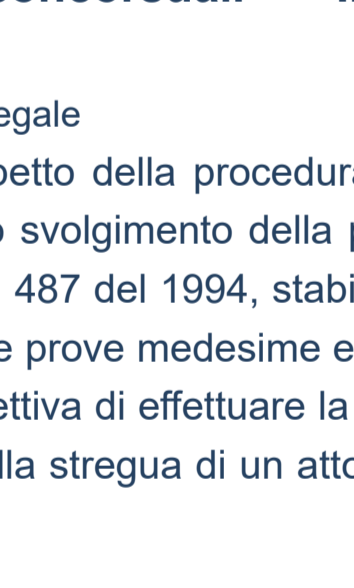 egale
petto della procedura
svolgimento della
487 del 1994, stabi
e prove medesime e
ettiva di effettuare la
lla stregua di un atto